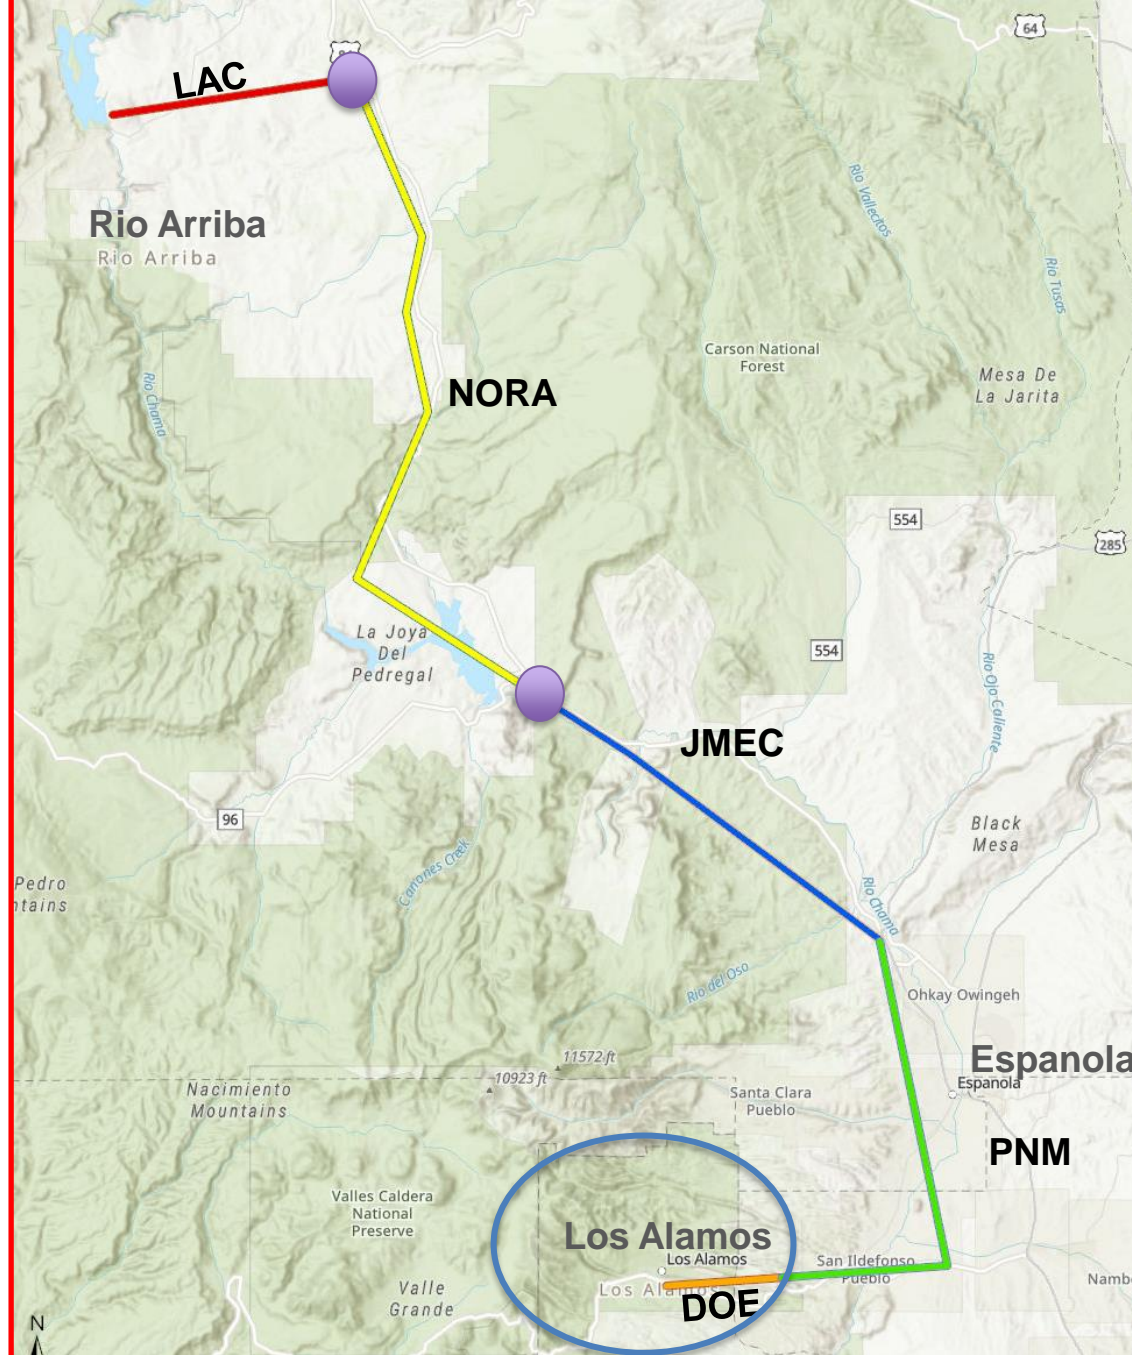 64
LAC
Rio Vallecitos
Rio Arriba
Rio Arriba
Rio Tusas
Carson National
Forest
Mesa De
La Jarita
Rio Chama
NORA
554
285
La Joya
Del
Pedregal
554
Rio Ojo Caliente
JMEC
96
Black
Mesa
Canones Creek
Pedro
ntains
Rio Chama
Rio del Oso
Ohkay Owingeh
11572 ft
Espanola
10923 ft
Espanola
Nacimiento
Mountains
Santa Clara
Pueblo
PNM
Valles Caldera
National
Preserve
Los Alamos
Los Alamos
San Ildefonso
Pueblo
Los Alamos
Namb
Valle
Grande
DOE
N